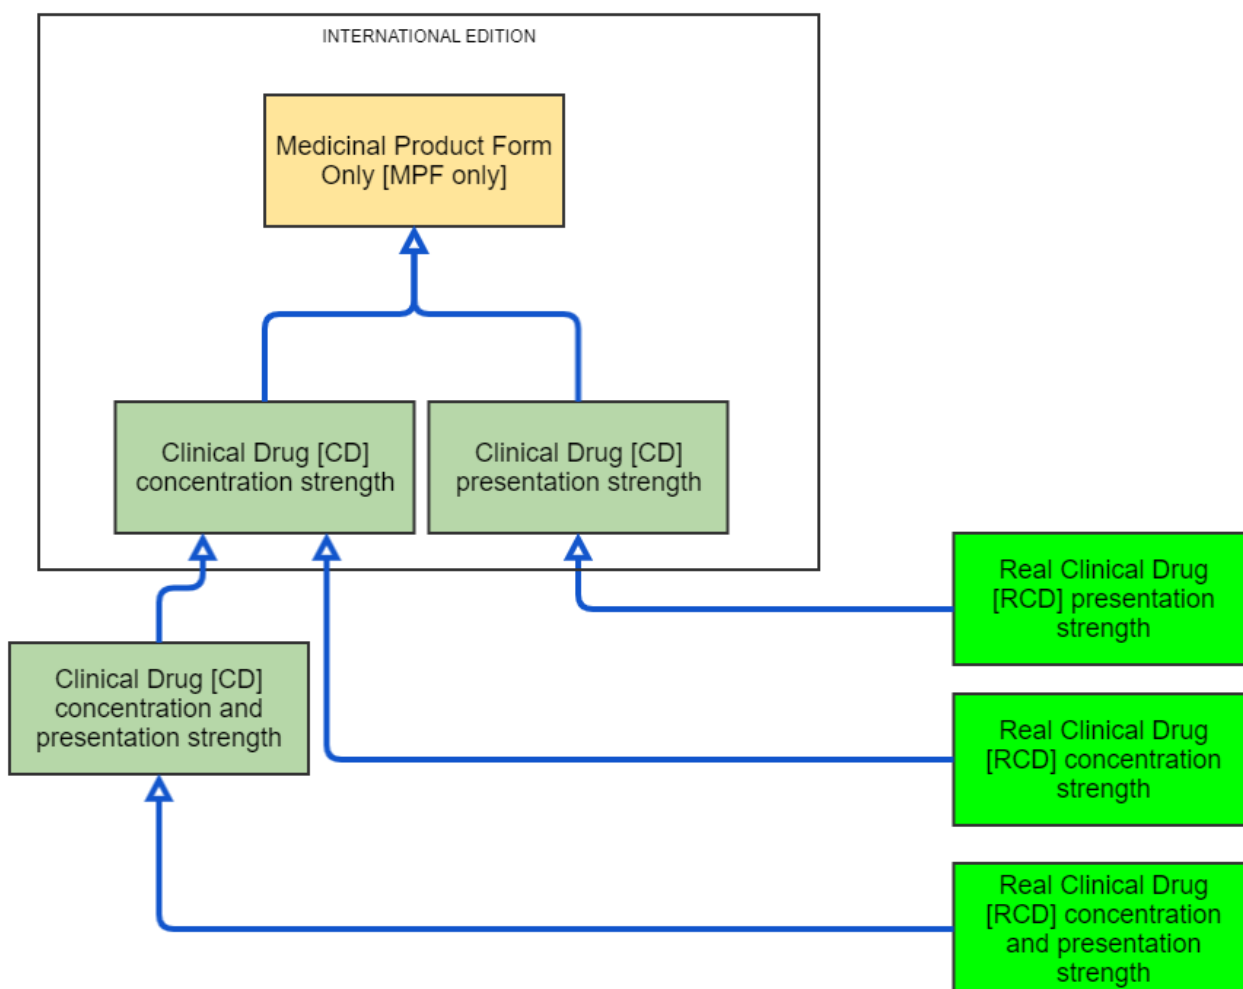 INTERNATIONAL EDITION
Medicinal Product Form
Only [MPF only]
Clinical Drug [CD]
concentration strength
Clinical Drug [CD]
presentation strength
Real Clinical Drug
[RCD] presentation
strength
Clinical Drug [CD]
concentration and
presentation strength
Real Clinical Drug
[RCD] concentration
strength
Real Clinical Drug
[RCD] concentration
and presentation
strength